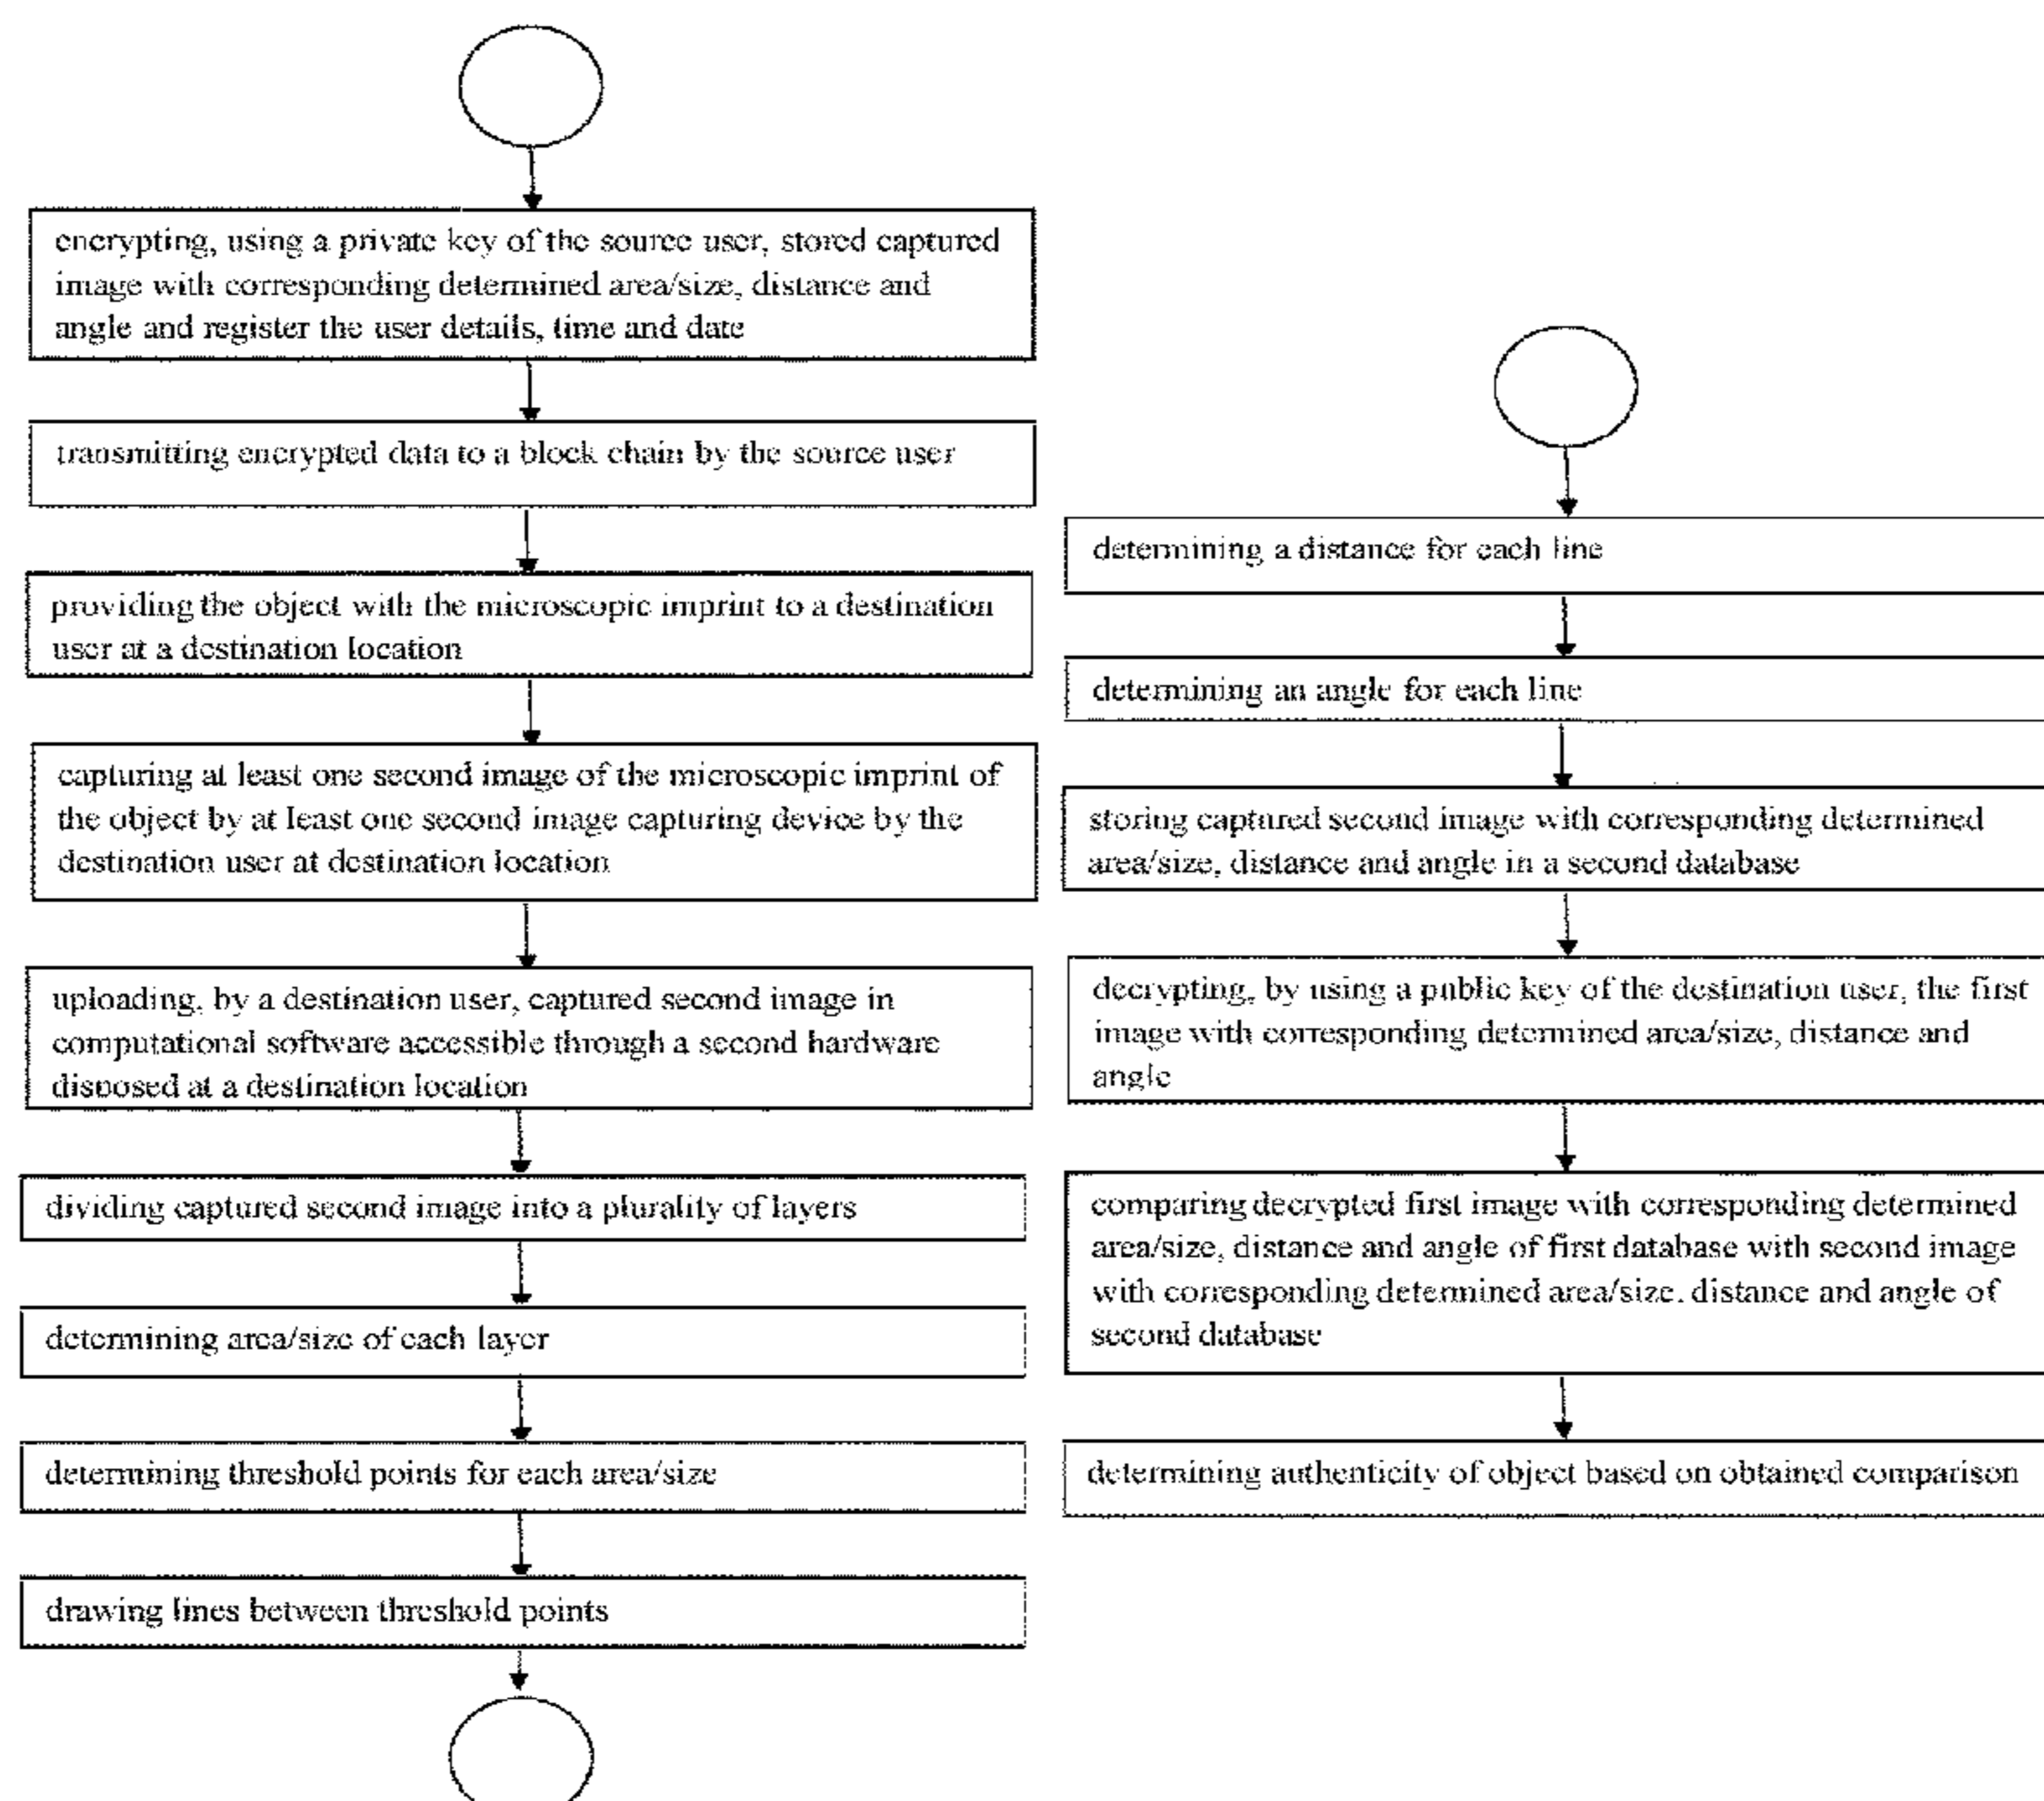 encrypting, using a private key of the source user, stored captured
image with corresponding determined area/size, distance and
angle and register the user details, time and date
transmitting encrypted data to a block chain by the source user
providing the object with the microscopic imprint to a destination
user at a destination location
capturing at least one second image of the microscopic imprint of
the object by at least one second image capturing device by the
destination user at destination location
uploading, by a destination user, captured second image in
computational software accessible through a second hardware
disposed at a destination location
dividing captured second image into a plurality of layers
determining area/size of each layer
determining threshold points for each area/size
drawing lines between threshold points
determining a distance for each line
determining an angle for each line
storing captured second image with corresponding determined
area/size, distance and angle in a second database
decrypting, by using a public key of the destination user, the first
image with corresponding determined area/size, distance and
angle
comparing decrypted first image with corresponding determined
area/size, distance and angle of first database with second image
with corresponding determined area/size, distance and angle of
second database
determining authenticity of object based on obtained comparison